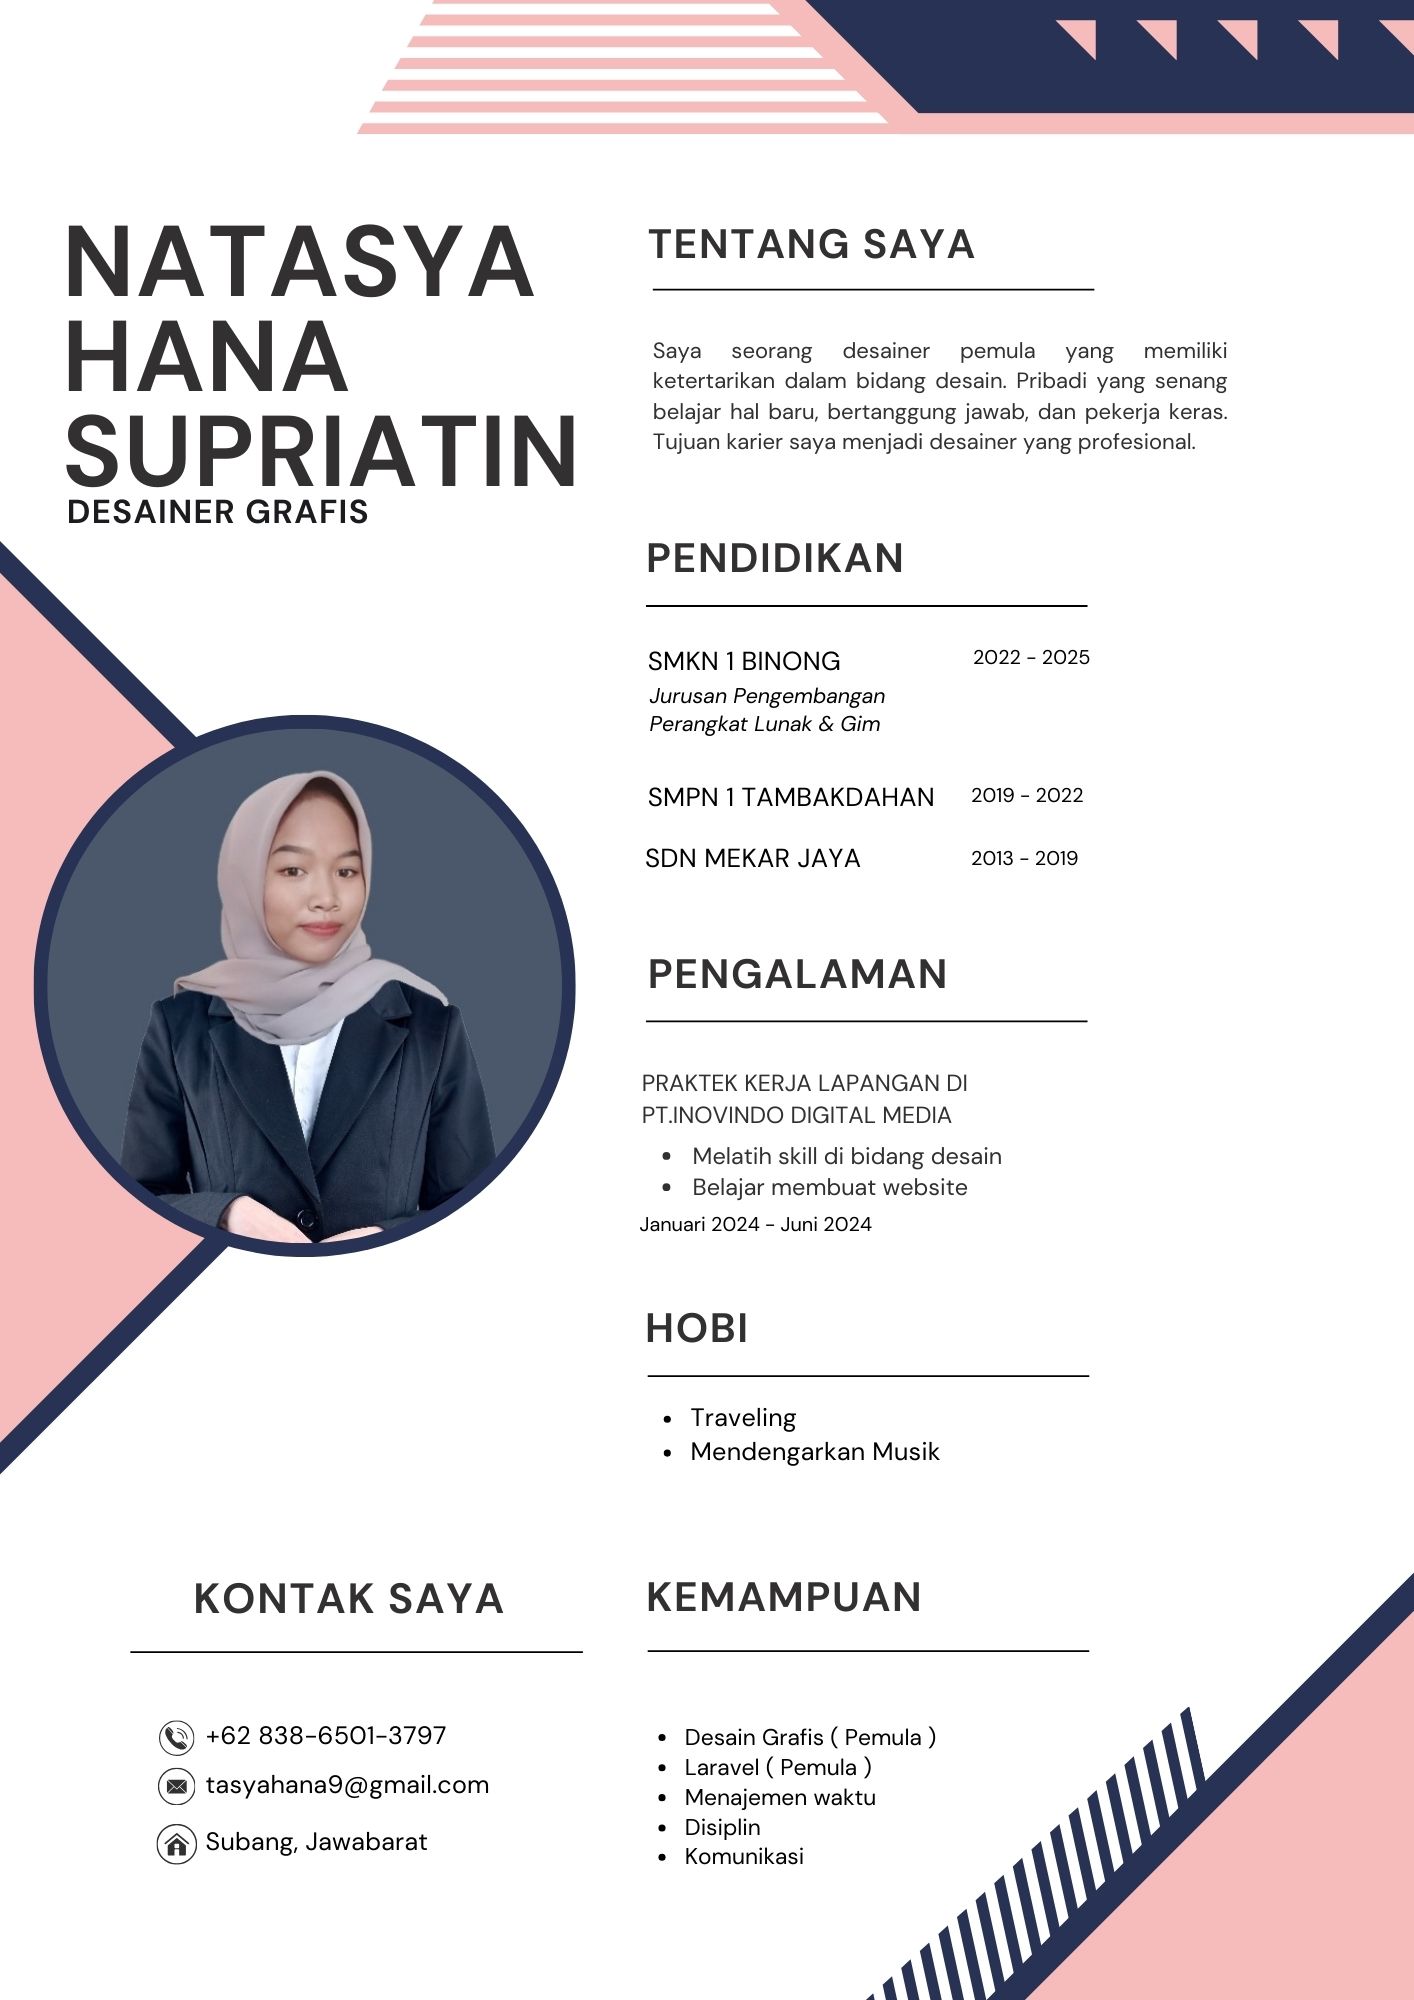 NATASYA
HANA
SUPRIATIN
DESAINER GRAFIS
TENTANG SAYA
Saya seorang desainer pemula yang memiliki
ketertarikan dalam bidang desain. Pribadi yang senang
belajar hal baru, bertanggung jawab, dan pekerja keras.
Tujuan karier saya menjadi desainer yang profesional.
PENDIDIKAN
SMKN 1 BINONG 2022 - 2025
Jurusan Pengembangan
Perangkat Lunak & Gim
SMPN 1 TAMBAKDAHAN 2019 - 2022
SDN MEKAR JAYA 2013 - 2019
PENGALAMAN
PRAKTEK KERJA LAPANGAN DI
PT.INOVINDO DIGITAL MEDIA
• Melatih skill di bidang desain
• Belajar membuat website
Januari 2024 - Juni 2024
HOBI
• Traveling
• Mendengarkan Musik
KONTAK SAYA
+62 838-6501-3797
tasyahana9@gmail.com
Subang, Jawabarat
KEMAMPUAN
• Desain Grafis ( Pemula )
• Laravel ( Pemula )
• Menajemen waktu
• Disiplin
• Komunikasi